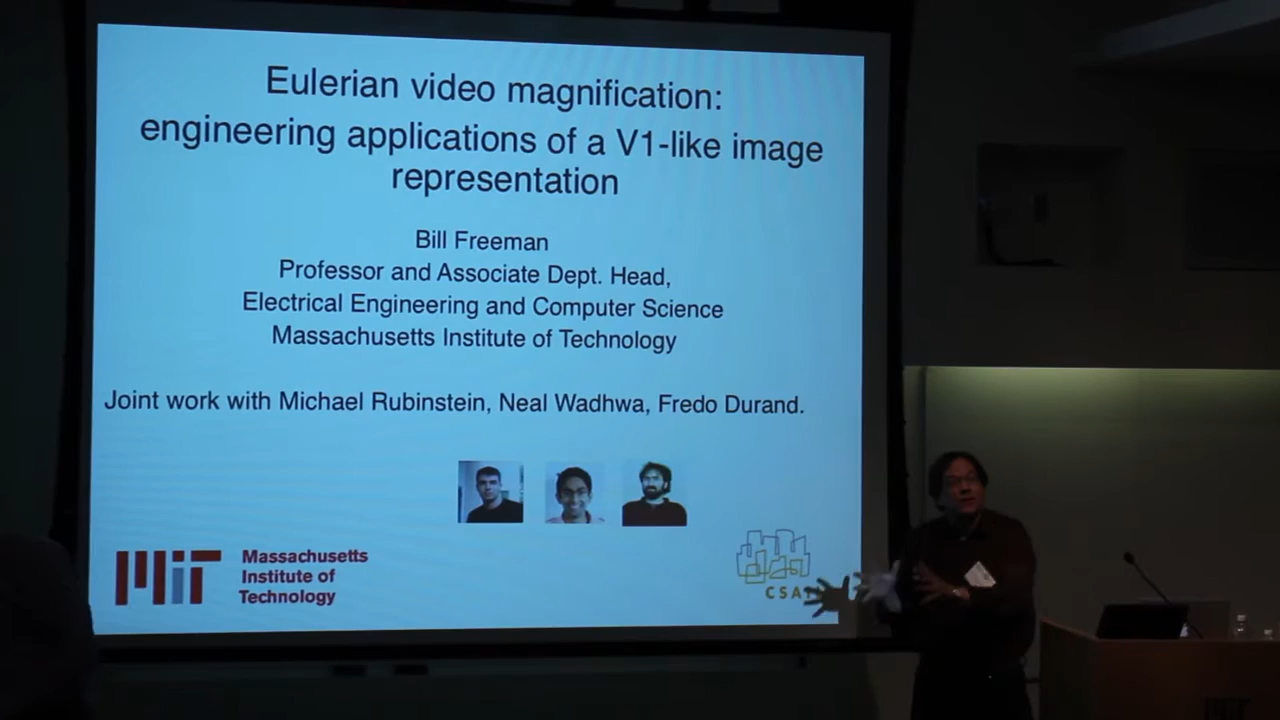 Eulerian video magnification:
engineering applications of a V1-like image
representation
Bill Freeman
Professor and Associate Dept. Head,
Electrical Engineering and Computer Science
Massachusetts Institute of Technology
Joint work with Michael Rubinstein, Neal Wadhwa, Fredo Durand.
MIT
Massachusetts
Institute of
Technology